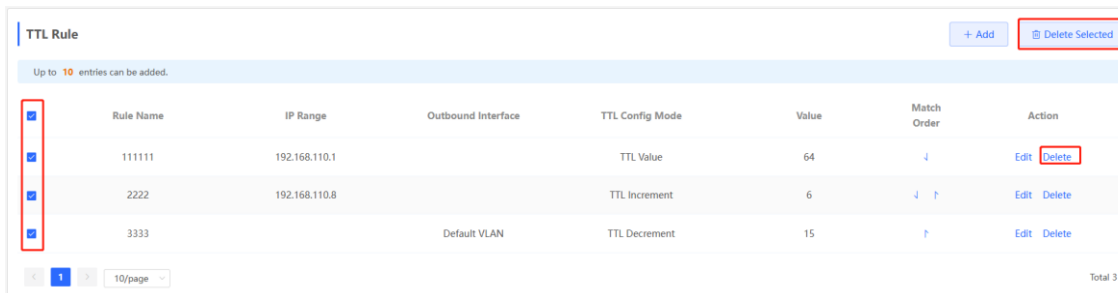 TTL Rule + Add Delete Selected
Up to 10 entries can be added.
Rule Name IP Range Outbound Interface TTL Config Mode Value Match Order Action
111111 192.168.110.1 TTL Value 64 Edit Delete
2222 192.168.110.8 TTL Increment 6 Edit Delete
3333 Default VLAN TTL Decrement 15 Edit Delete
< 1 > 10/page Total 3